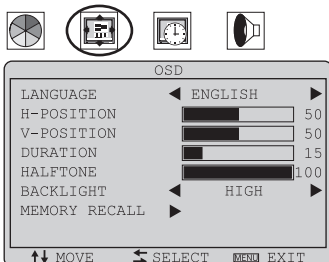 OSD
LANGUAGE ENGLISH
H-POSITION 50
V-POSITION 50
DURATION 15
HALFTONE 100
BACKLIGHT HIGH
MEMORY RECALL
MOVE SELECT MENU EXIT